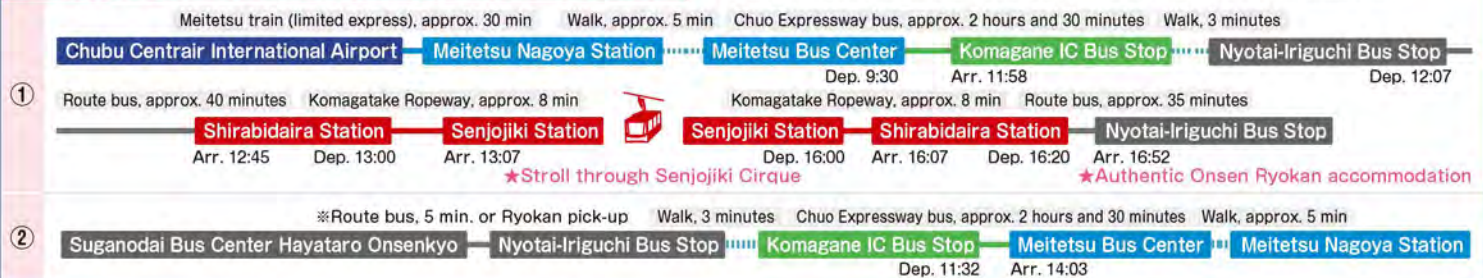 Meitetsu train (limited express), approx. 30 min Walk, approx. 5 min Chuo Expressway bus, approx. 2 hours and 30 minutes Walk, 3 minutes
Chubu Centrair International Airport Meitetsu Nagoya Station Meitetsu Bus Center Komagane IC Bus Stop Nyotai-Iriguchi Bus Stop
Dep. 9:30 Arr. 11:58 Dep. 12:07
①
Route bus, approx. 40 minutes Komagatake Ropeway, approx. 8 min Komagatake Ropeway, approx. 8 min Route bus, approx. 35 minutes
Shirabidaira Station Senjojiki Station Senjojiki Station Shirabidaira Station Nyotai-Iriguchi Bus Stop
Arr. 12:45 Dep. 13:00 Arr. 13:07 Dep. 16:00 Arr. 16:07 Dep. 16:20 Arr. 16:52
★Stroll through Senjojiki Cirque ★Authentic Onsen Ryokan accommodation
※Route bus, 5 min. or Ryokan pick-up Walk, 3 minutes Chuo Expressway bus, approx. 2 hours and 30 minutes Walk, approx. 5 min
② Suganodai Bus Center Hayataro Onsenkyo Nyotai-Iriguchi Bus Stop Komagane IC Bus Stop Meitetsu Bus Center Meitetsu Nagoya Station
Dep. 11:32 Arr. 14:03